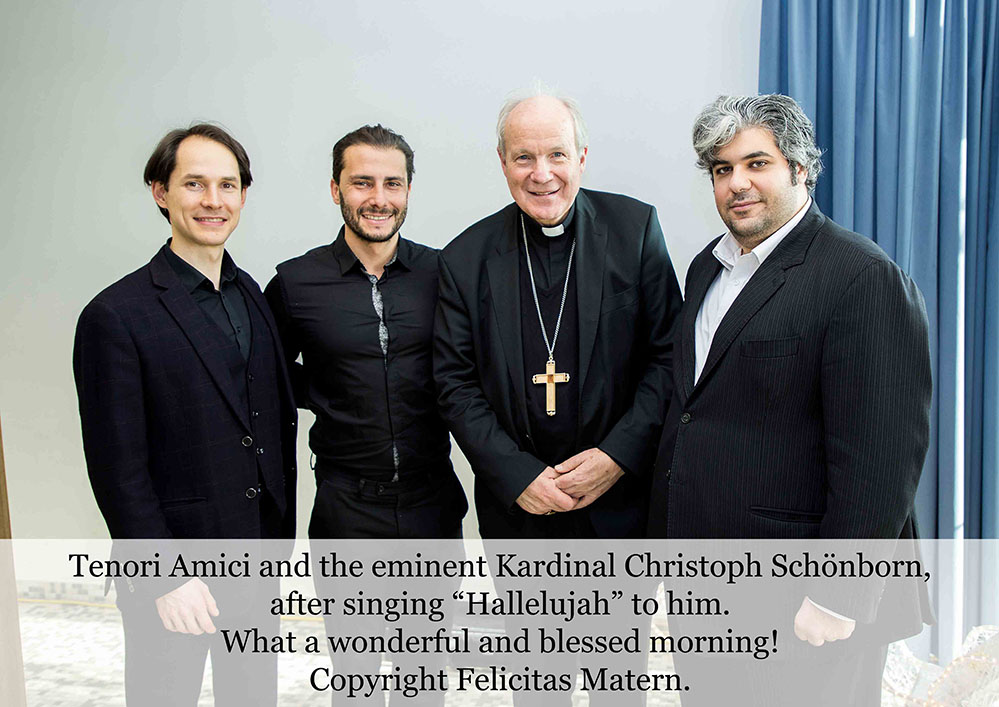 Tenori Amici and the eminent Kardinal Christoph Schönborn,
after singing “Hallelujah” to him.
What a wonderful and blessed morning!
Copyright Felicitas Matern.